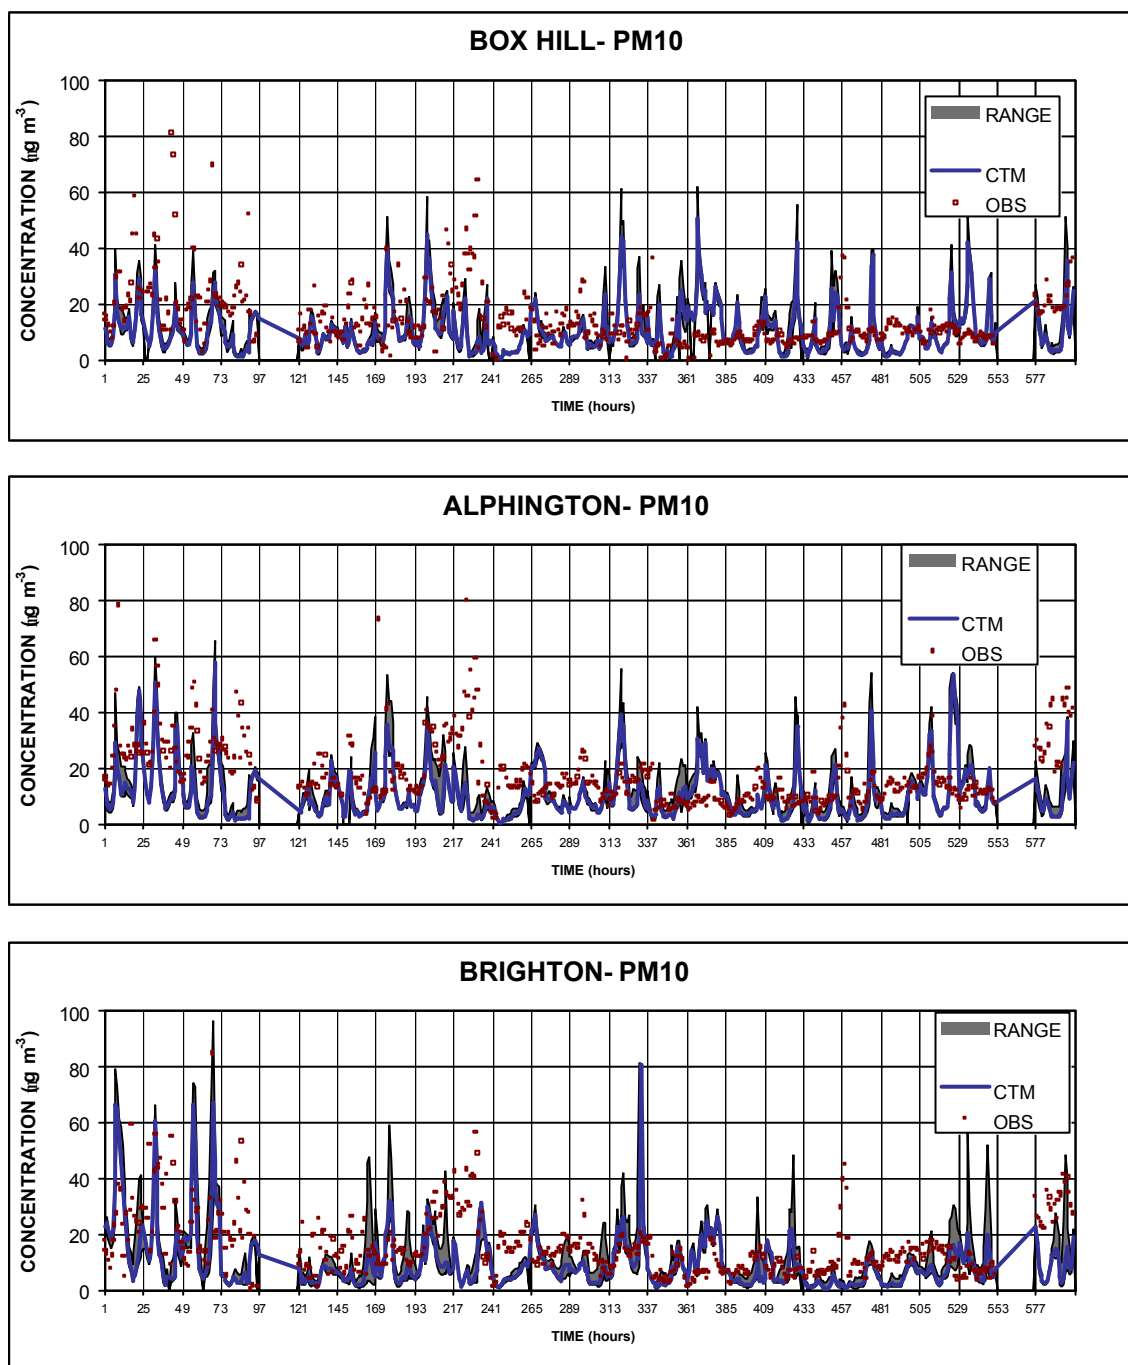 BOX HILL- PM10
CONCENTRATION (µg m-3)
100
80
60
40
20
0
RANGE
CTM
OBS
1 25 49 73 97 121 145 169 193 217 241 265 289 313 337 361 385 409 433 457 481 505 529 553 577
TIME (hours)
ALPHINGTON- PM10
CONCENTRATION (µg m-3)
100
80
60
40
20
0
RANGE
CTM
OBS
1 25 49 73 97 121 145 169 193 217 241 265 289 313 337 361 385 409 433 457 481 505 529 553 577
TIME (hours)
BRIGHTON- PM10
CONCENTRATION (µg m-3)
100
80
60
40
20
0
RANGE
CTM
OBS
1 25 49 73 97 121 145 169 193 217 241 265 289 313 337 361 385 409 433 457 481 505 529 553 577
TIME (hours)